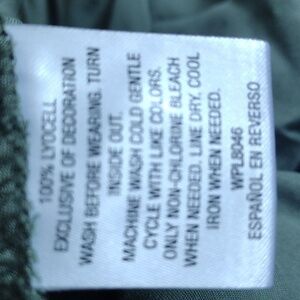 100% LYOCELL
EXCLUSIVE OF DECORATION
WASH BEFORE WEARING. TURN
INSIDE OUT.
MACHINE WASH COLD GENTLE
CYCLE WITH LIKE COLORS.
ONLY NON-CHLORINE BLEACH
WHEN NEEDED. LINE DRY, COOL
IRON WHEN NEEDED.
WPL8046
ESPAÑOL EN REVERSO